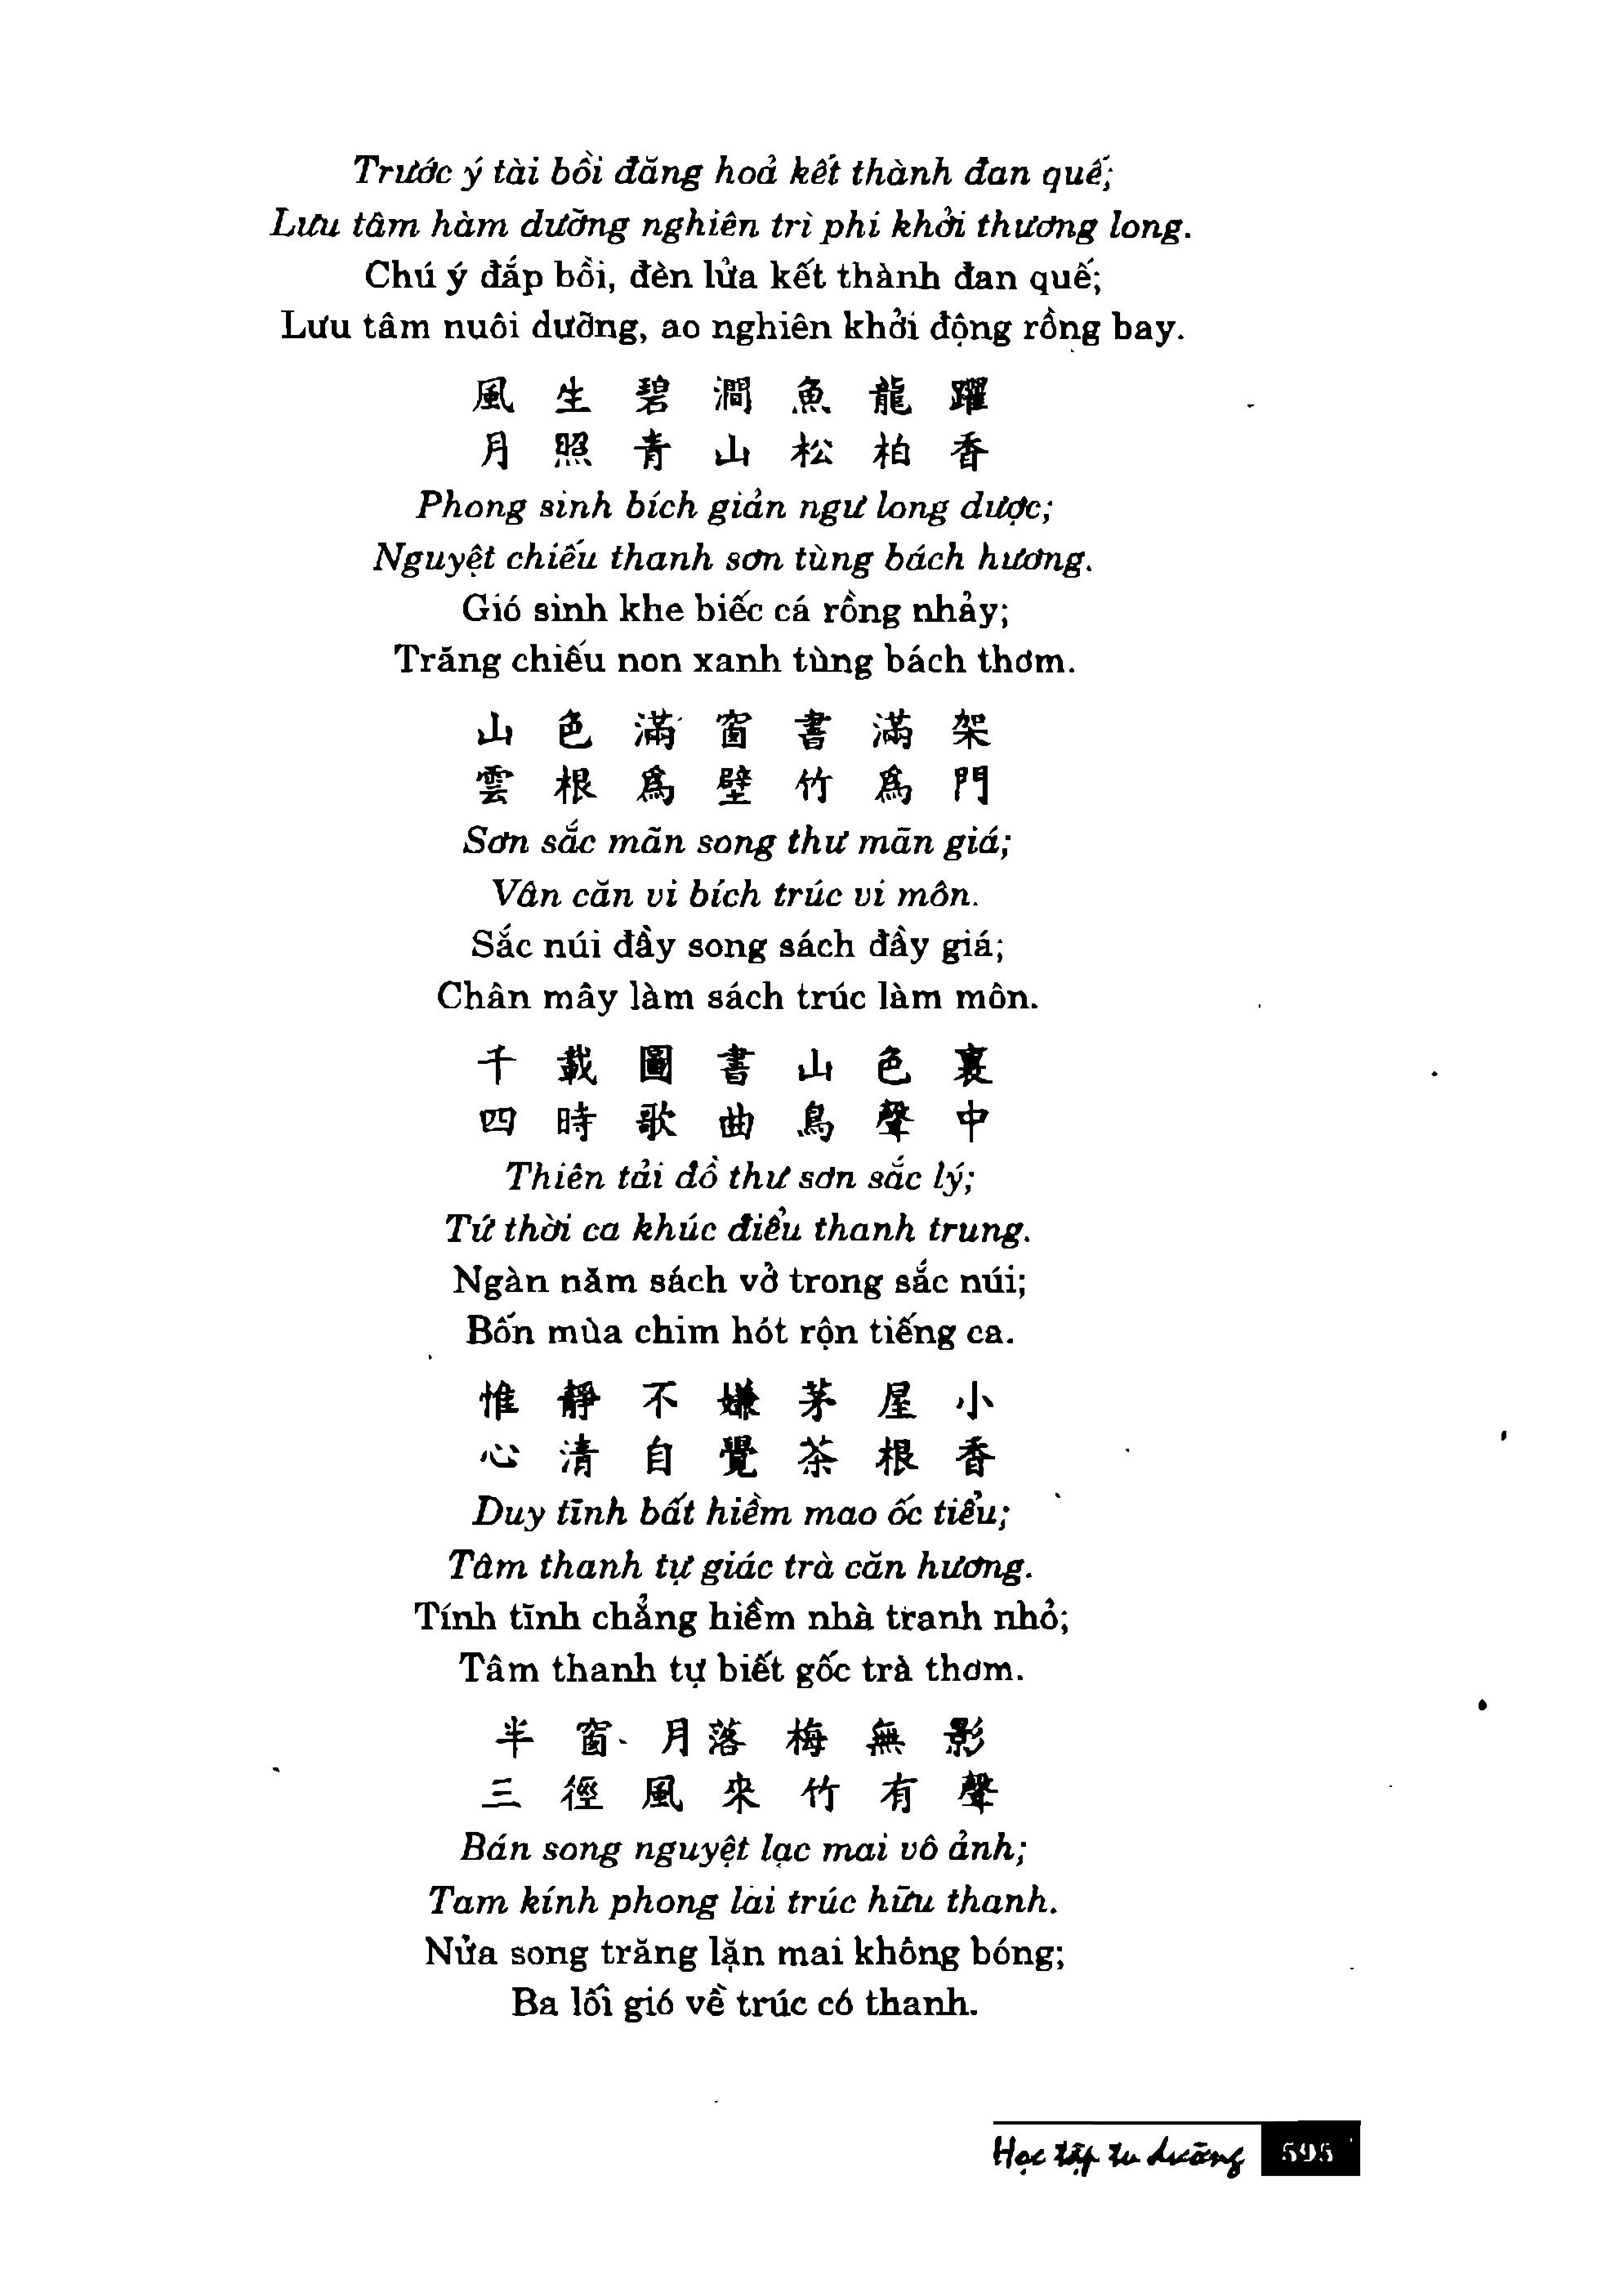 Trước ý tài bồi đăng hoả kết thành đan quế;
Lưu tâm hàm dưỡng nghiên trì phi khởi thương long.
Chú ý đắp bồi, đèn lửa kết thành đan quế;
Lưu tâm nuôi dưỡng, ao nghiên khởi động rồng bay.
風生碧澗魚龍躍
月照青山松柏香
Phong sinh bích giản ngư long dược;
Nguyệt chiếu thanh sơn tùng bách hương.
Gió sinh khe biếc cá rồng nhảy;
Trăng chiếu non xanh tùng bách thơm.
山色滿窗書滿架
雲根為壁竹為門
Sơn sắc mãn song thư mãn giá;
Vân căn vi bích trúc vi môn.
Sắc núi đầy song sách đầy giá;
Chân mây làm sách trúc làm môn.
千載圖書山色裏
四時歌曲鳥聲中
Thiên tải đồ thư sơn sắc lý;
Tứ thời ca khúc điểu thanh trung.
Ngàn năm sách vở trong sắc núi;
Bốn mùa chim hót rộn tiếng ca.
惟靜不嫌茅屋小
心清自覺茶根香
Duy tĩnh bất hiềm mao ốc tiểu;
Tâm thanh tự giác trà căn hương.
Tính tĩnh chẳng hiềm nhà tranh nhỏ;
Tâm thanh tự biết gốc trà thơm.
半窗月落梅無影
三徑風來竹有聲
Bán song nguyệt lạc mai vô ảnh;
Tam kính phong lai trúc hữu thanh.
Nửa song trăng lặn mai không bóng;
Ba lối gió về trúc có thanh.
Học tập tu dưỡng 595